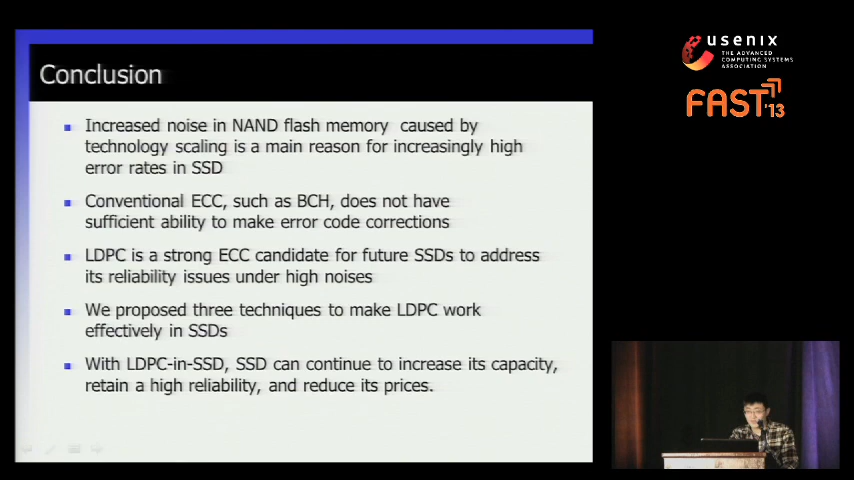 Conclusion
Increased noise in NAND flash memory caused by
technology scaling is a main reason for increasingly high
error rates in SSD
Conventional ECC, such as BCH, does not have
sufficient ability to make error code corrections
LDPC is a strong ECC candidate for future SSDs to address
its reliability issues under high noises
We proposed three techniques to make LDPC work
effectively in SSDs
With LDPC-in-SSD, SSD can continue to increase its capacity,
retain a high reliability, and reduce its prices.
usenix
THE ADVANCED
COMPUTING SYSTEMS
ASSOCIATION
FAST '13